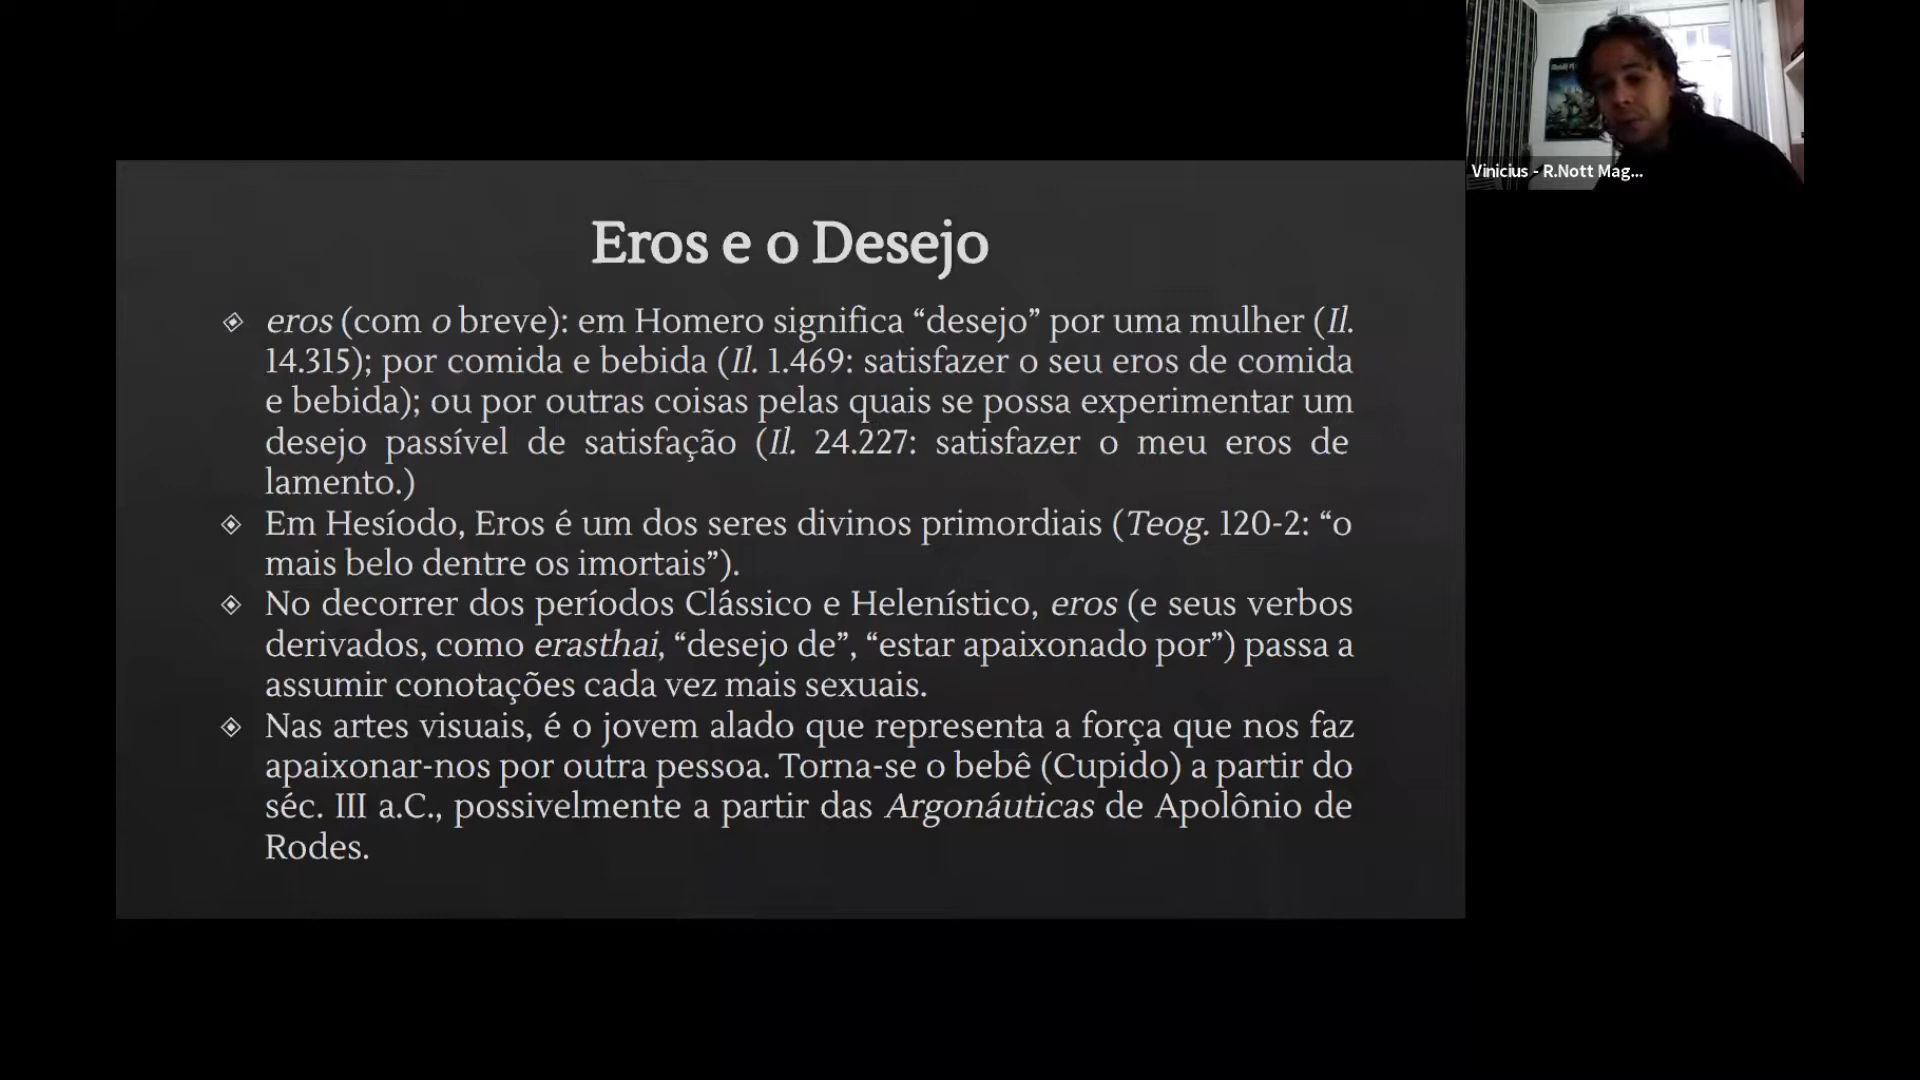 Vinicius - R.Nott Mag...
Eros e o Desejo
eros (com o breve): em Homero significa “desejo” por uma mulher (Il.
14.315); por comida e bebida (Il. 1.469: satisfazer o seu eros de comida
e bebida); ou por outras coisas pelas quais se possa experimentar um
desejo passível de satisfação (Il. 24.227: satisfazer o meu eros de
lamento.)
Em Hesíodo, Eros é um dos seres divinos primordiais (Teog. 120-2: “o
mais belo dentre os imortais”).
No decorrer dos períodos Clássico e Helenístico, eros (e seus verbos
derivados, como erasthai, “desejo de”, “estar apaixonado por”) passa a
assumir conotações cada vez mais sexuais.
Nas artes visuais, é o jovem alado que representa a força que nos faz
apaixonar-nos por outra pessoa. Torna-se o bebê (Cupido) a partir do
séc. III a.C., possivelmente a partir das Argonáuticas de Apolônio de
Rodes.